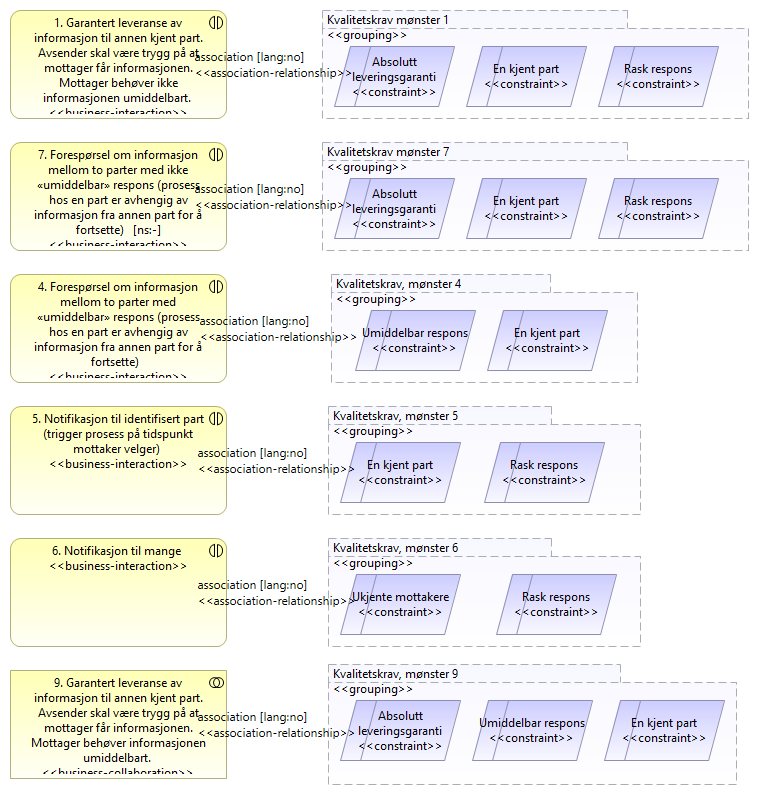 1. Garantert leveranse av
informasjon til annen kjent part.
Avsender skal være trygg på at
mottager får informasjonen.
Mottager behøver ikke
informasjonen umiddelbart.
<<business-interaction>>
association [lang:no]
<<association-relationship>>
Kvalitetskrav mønster 1
<<grouping>>
Absolutt
leveringsgaranti
<<constraint>>
En kjent part
<<constraint>>
Rask respons
<<constraint>>
7. Forespørsel om informasjon
mellom to parter med ikke
«umiddelbar» respons (prosess
hos en part er avhengig av
informasjon fra annen part for å
fortsette) [ns:-]
<<business-interaction>>
association [lang:no]
<<association-relationship>>
Kvalitetskrav mønster 7
<<grouping>>
Absolutt
leveringsgaranti
<<constraint>>
En kjent part
<<constraint>>
Rask respons
<<constraint>>
4. Forespørsel om informasjon
mellom to parter med
«umiddelbar» respons (prosess
hos en part er avhengig av
informasjon fra annen part for å
fortsette)
<<business-interaction>>
association [lang:no]
<<association-relationship>>
Kvalitetskrav, mønster 4
<<grouping>>
Umiddelbar respons
<<constraint>>
En kjent part
<<constraint>>
5. Notifikasjon til identifisert part
(trigger prosess på tidspunkt
mottaker velger)
<<business-interaction>>
association [lang:no]
<<association-relationship>>
Kvalitetskrav, mønster 5
<<grouping>>
En kjent part
<<constraint>>
Rask respons
<<constraint>>
6. Notifikasjon til mange
<<business-interaction>>
association [lang:no]
<<association-relationship>>
Kvalitetskrav, mønster 6
<<grouping>>
Ukjente mottakere
<<constraint>>
Rask respons
<<constraint>>
9. Garantert leveranse av
informasjon til annen kjent part.
Avsender skal være trygg på at
mottager får informasjonen.
Mottager behøver informasjonen
umiddelbart.
<<business-collaboration>>
association [lang:no]
<<association-relationship>>
Kvalitetskrav, mønster 9
<<grouping>>
Absolutt
leveringsgaranti
<<constraint>>
Umiddelbar respons
<<constraint>>
En kjent part
<<constraint>>